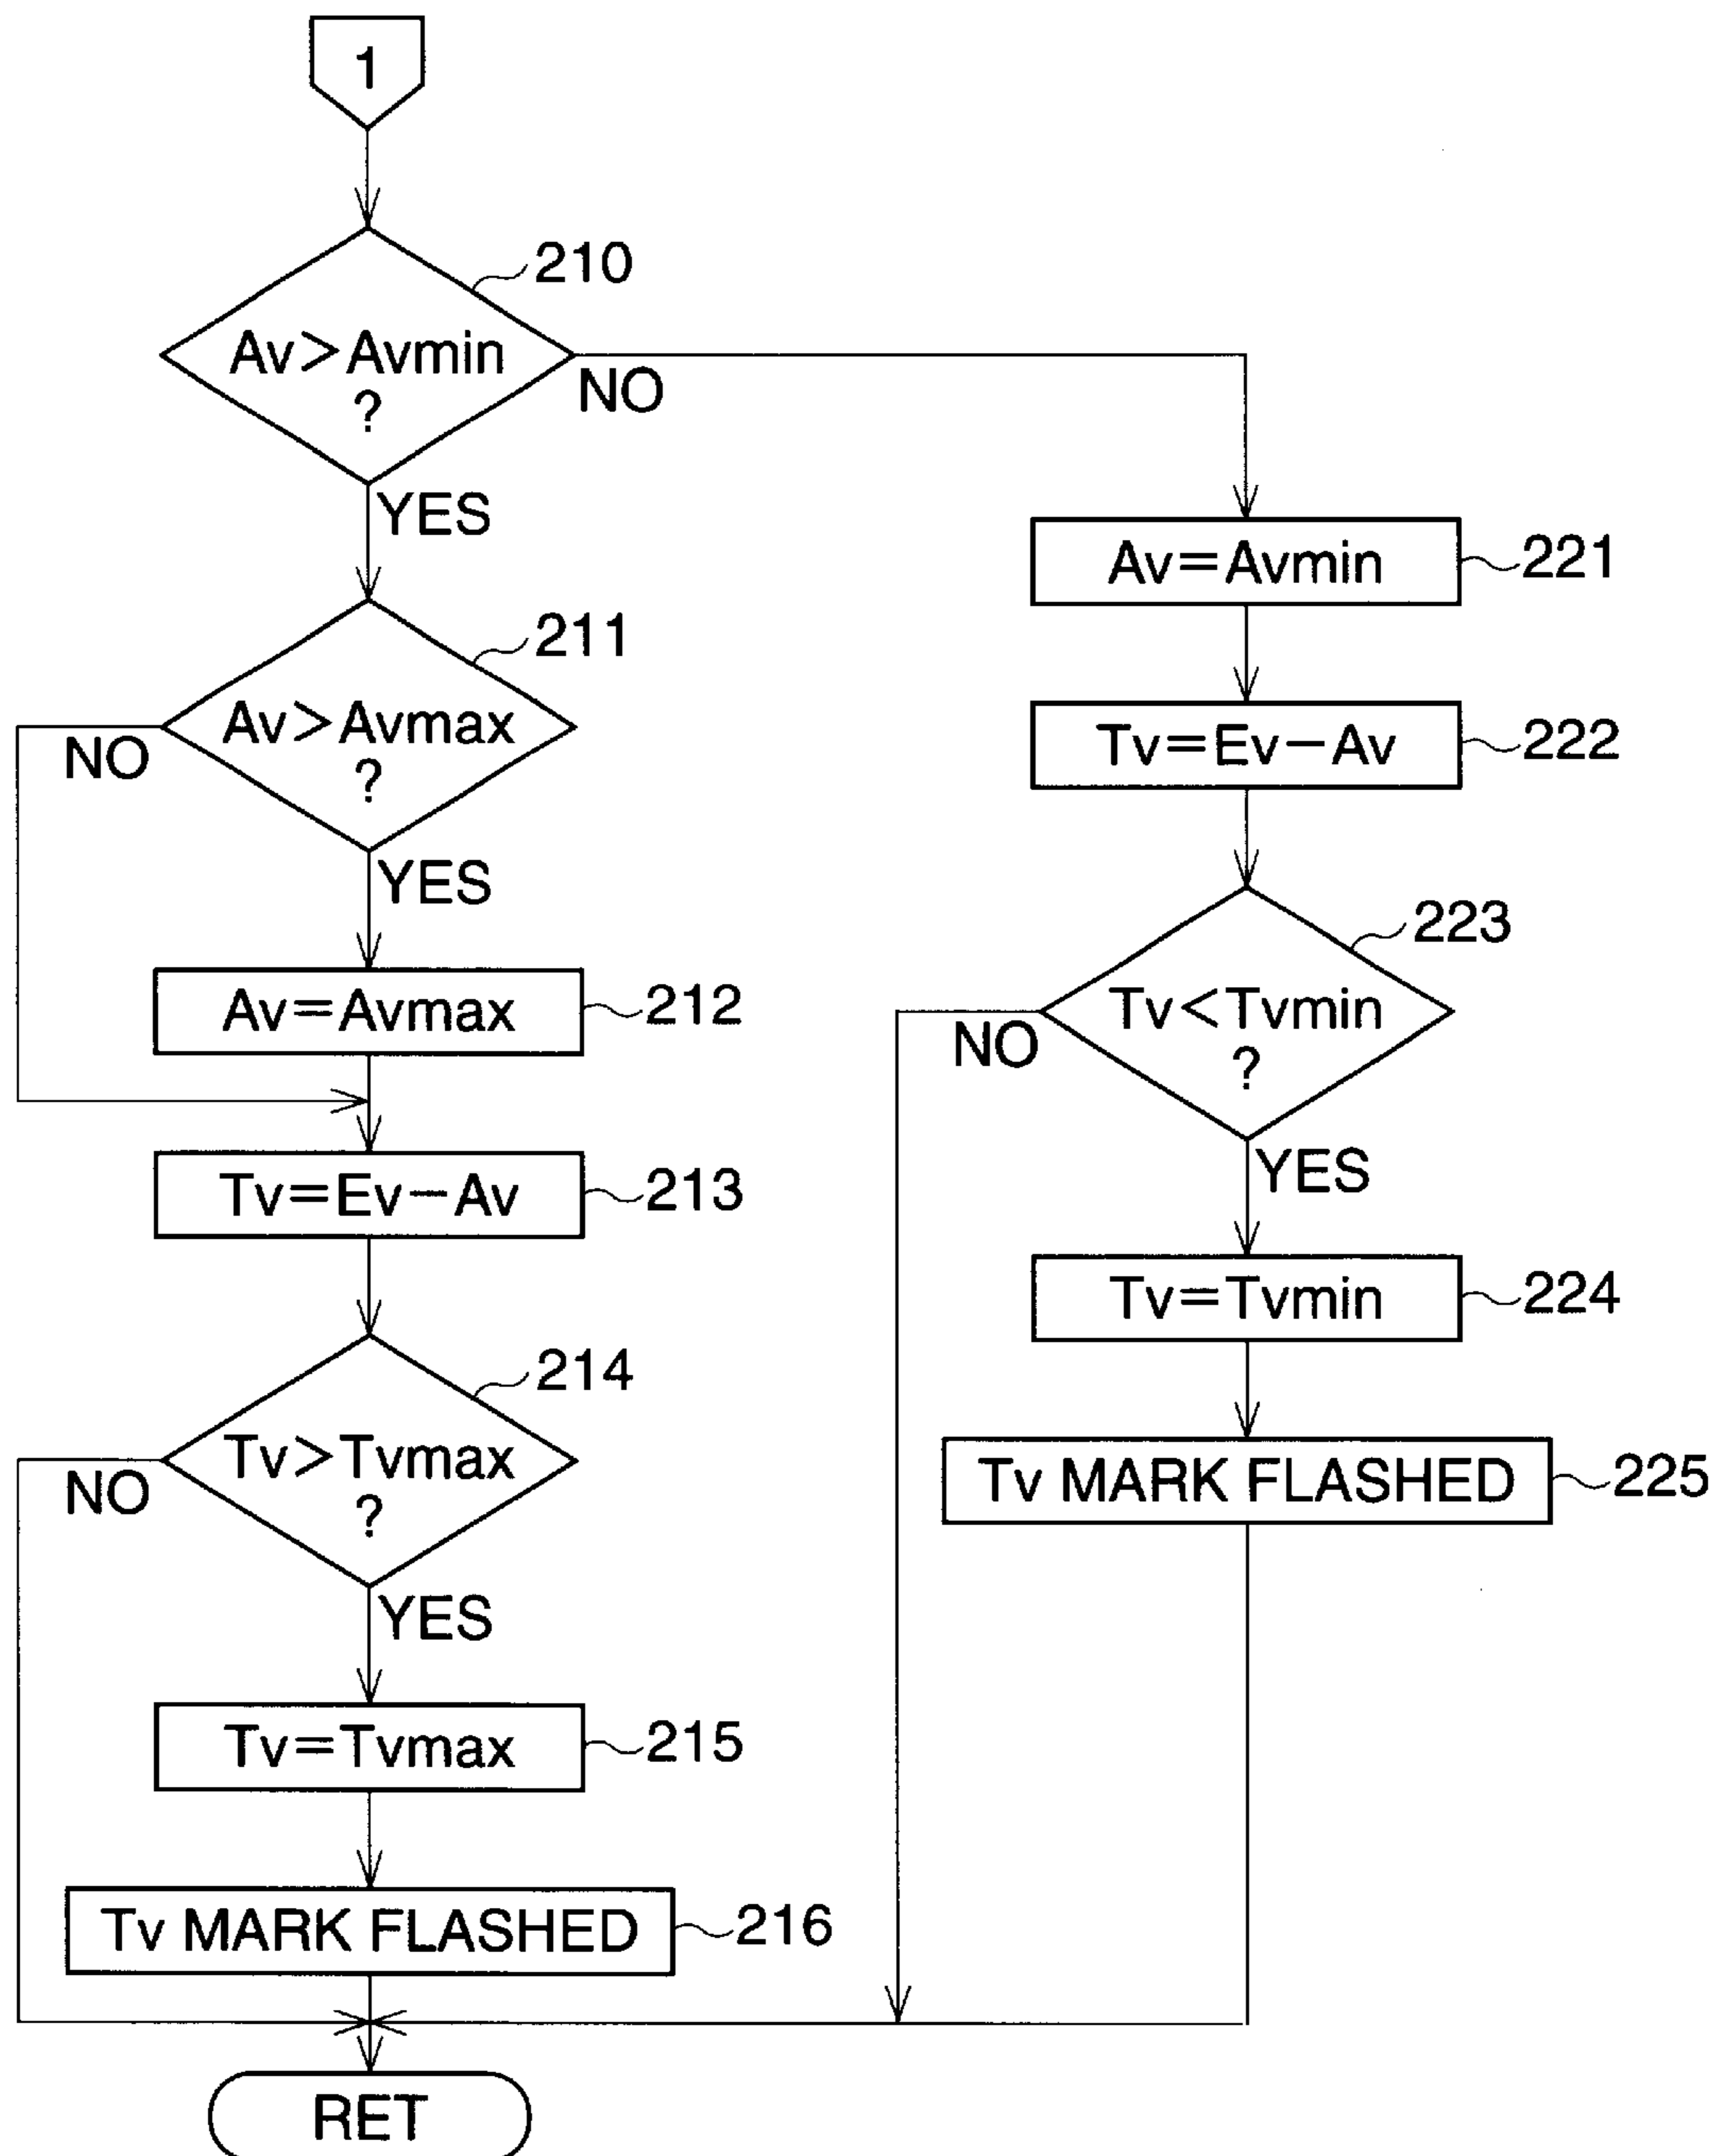 1
210
Av>Avmin
?
NO
YES
211
Av>Avmax
?
NO
YES
Av=Avmax
212
Tv=Ev−Av
213
214
Tv>Tvmax
?
NO
YES
Tv=Tvmax
215
Tv MARK FLASHED
216
RET
Av=Avmin
221
Tv=Ev−Av
222
223
Tv<Tvmin
?
NO
YES
Tv=Tvmin
224
Tv MARK FLASHED
225